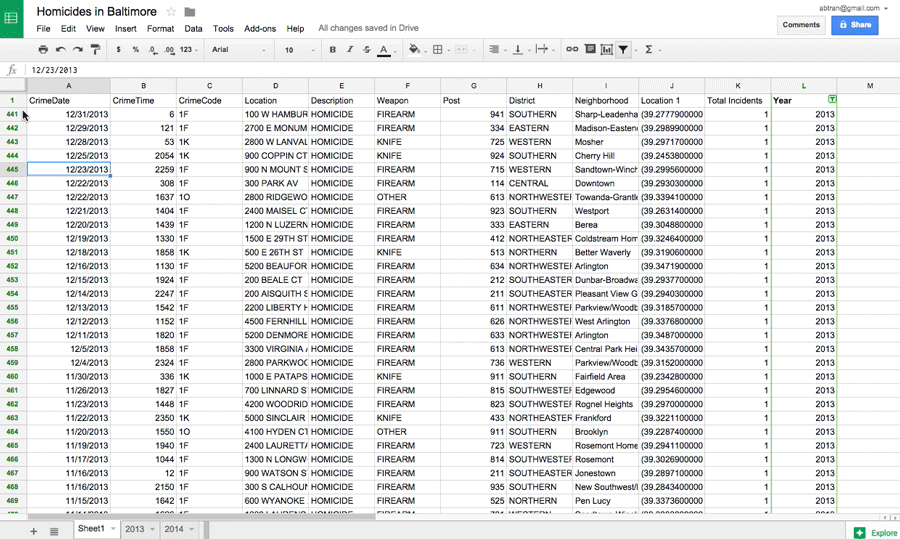 Homicides in Baltimore
abtran@gmail.com
File Edit View Insert Format Data Tools Add-ons Help All changes saved in Drive
Comments Share
$ % .0 .00 123 Arial 10 B I S A Σ
fx 12/23/2013
A B C D E F G H I J K L M
1 CrimeDate CrimeTime CrimeCode Location Description Weapon Post District Neighborhood Location 1 Total Incidents Year
441 12/31/2013 6 1F 100 W HAMBUR HOMICIDE FIREARM 941 SOUTHERN Sharp-Leadenha (39.2779900000 1 2013
442 12/29/2013 121 1F 2700 E MONUM HOMICIDE FIREARM 334 EASTERN Madison-Eastend (39.2989900000 1 2013
443 12/28/2013 53 1K 2800 W LANVAL HOMICIDE KNIFE 725 WESTERN Mosher (39.2971700000 1 2013
444 12/25/2013 2054 1K 900 COPPIN CT HOMICIDE KNIFE 924 SOUTHERN Cherry Hill (39.2453800000 1 2013
445 12/23/2013 2259 1F 900 N MOUNT S HOMICIDE FIREARM 715 WESTERN Sandtown-Winch (39.2995600000 1 2013
446 12/22/2013 308 1F 300 PARK AV HOMICIDE FIREARM 114 CENTRAL Downtown (39.2930300000 1 2013
447 12/22/2013 1637 1O 2800 RIDGEWO HOMICIDE OTHER 613 NORTHWESTER Towanda-Grantle (39.3394100000 1 2013
448 12/21/2013 1404 1F 2400 MAISEL CT HOMICIDE FIREARM 923 SOUTHERN Westport (39.2631400000 1 2013
449 12/20/2013 1439 1F 1200 N LUZERN HOMICIDE FIREARM 333 EASTERN Berea (39.3048800000 1 2013
450 12/19/2013 1330 1F 1500 E 29TH ST HOMICIDE FIREARM 412 NORTHEASTER Coldstream Hom (39.3246400000 1 2013
451 12/18/2013 1858 1K 500 E 26TH ST HOMICIDE KNIFE 513 NORTHERN Better Waverly (39.3190600000 1 2013
452 12/16/2013 1130 1F 5200 BEAUFOR HOMICIDE FIREARM 634 NORTHWESTER Arlington (39.3471900000 1 2013
453 12/15/2013 1924 1F 200 BEALE CT HOMICIDE FIREARM 212 SOUTHEASTER Dunbar-Broadwa (39.2937700000 1 2013
454 12/14/2013 2247 1F 200 AISQUITH S HOMICIDE FIREARM 211 SOUTHEASTER Pleasant View G (39.2940300000 1 2013
455 12/13/2013 1542 1F 2200 LIBERTY H HOMICIDE FIREARM 611 NORTHWESTER Parkview/Woodb (39.3185700000 1 2013
456 12/12/2013 1152 1F 4500 FERNHILL HOMICIDE FIREARM 626 NORTHWESTER West Arlington (39.3376800000 1 2013
457 12/11/2013 1820 1F 5200 DENMORE HOMICIDE FIREARM 633 NORTHWESTER Arlington (39.3487000000 1 2013
458 12/5/2013 1858 1F 3300 VIRGINIA HOMICIDE FIREARM 613 NORTHWESTER Central Park Hei (39.3435700000 1 2013
459 12/4/2013 2324 1F 2800 PARKWOO HOMICIDE FIREARM 736 WESTERN Parkview/Woodb (39.3152000000 1 2013
460 11/30/2013 336 1K 1000 E PATAPS HOMICIDE KNIFE 911 SOUTHERN Fairfield Area (39.2342800000 1 2013
461 11/26/2013 1827 1F 700 LINNARD S HOMICIDE FIREARM 815 SOUTHWESTER Edgewood (39.2954600000 1 2013
462 11/23/2013 1448 1F 4200 WOODRID HOMICIDE FIREARM 823 SOUTHWESTER Rognel Heights (39.2970000000 1 2013
463 11/22/2013 2350 1K 5000 SINCLAIR HOMICIDE KNIFE 433 NORTHEASTER Frankford (39.3221100000 1 2013
464 11/20/2013 1550 1O 4100 HYDEN CT HOMICIDE OTHER 911 SOUTHERN Brooklyn (39.2287400000 1 2013
465 11/19/2013 1940 1F 2400 LAURETTA HOMICIDE FIREARM 723 WESTERN Rosemont Home (39.2941100000 1 2013
466 11/17/2013 1044 1F 1300 N LONGW HOMICIDE FIREARM 814 SOUTHWESTER Rosemont (39.3026900000 1 2013
467 11/16/2013 12 1F 900 WATSON S HOMICIDE FIREARM 211 SOUTHEASTER Jonestown (39.2897100000 1 2013
468 11/16/2013 2150 1F 300 S CALHOUN HOMICIDE FIREARM 935 SOUTHERN New Southwest/M (39.2843400000 1 2013
469 11/15/2013 1642 1F 600 WYANOKE HOMICIDE FIREARM 525 NORTHERN Pen Lucy (39.3373600000 1 2013
Sheet1 2013 2014 Explore